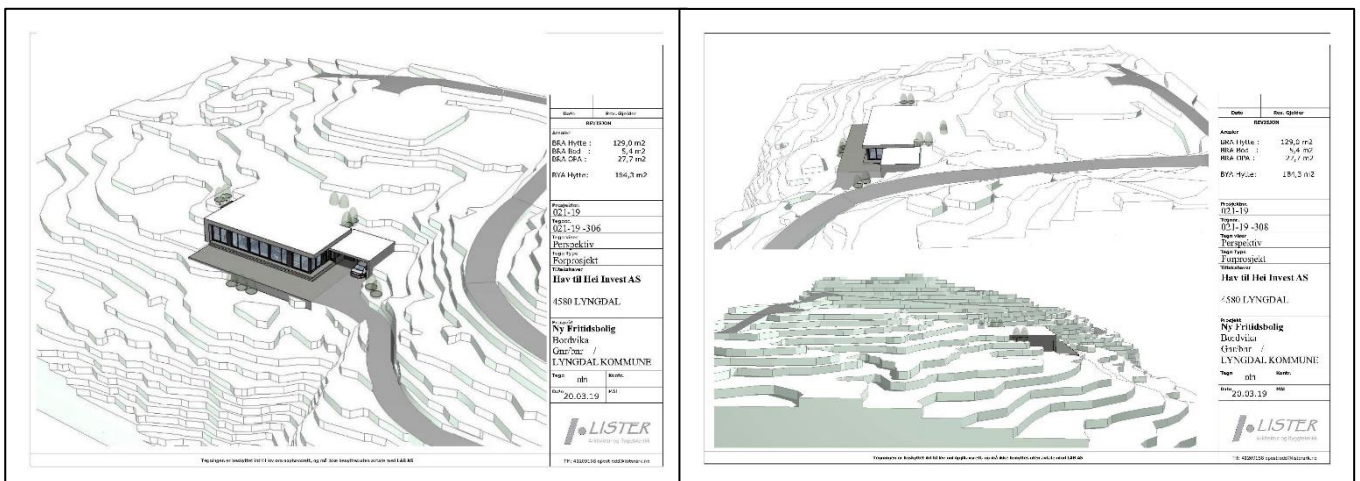 Dato Rev. Gjelder
REVISJON
Arealer
BRA Hytte : 129,0 m2
BRA Bod : 5,4 m2
BRA OPA : 27,7 m2
BYA Hytte: 184,3 m2
Prosjektnr.
021-19
Tegnnr.
021-19 -306
Tegn viser
Perspektiv
Tegn Type
Forprosjekt
Tiltakshaver
Hav til Hei Invest AS
4580 LYNGDAL
Prosjekt
Ny Fritidsbolig
Bordvika
Gnr/bnr /
LYNGDAL KOMMUNE
Tegn Kontr.
Dato Mål
20.03.19
LISTER
Dato Rev. Gjelder
REVISJON
Arealer
BRA Hytte : 129,0 m2
BRA Bod : 5,4 m2
BRA OPA : 27,7 m2
BYA Hytte: 184,3 m2
Prosjektnr.
021-19
Tegnnr.
021-19 -308
Tegn viser
Perspektiv
Tegn Type
Forprosjekt
Tiltakshaver
Hav til Hei Invest AS
4580 LYNGDAL
Prosjekt
Ny Fritidsbolig
Bordvika
Gnr/bnr /
LYNGDAL KOMMUNE
Tegn Kontr.
Dato Mål
20.03.19
LISTER